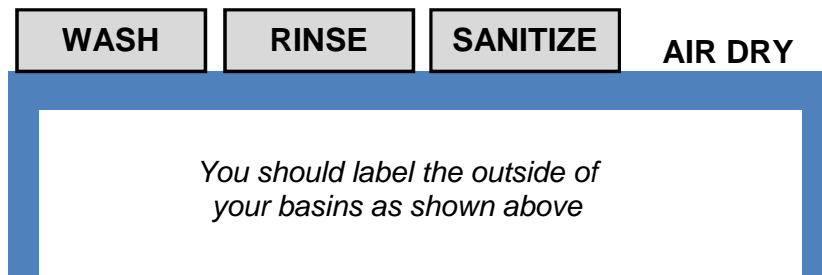 WASH RINSE SANITIZE AIR DRY
You should label the outside of
your basins as shown above